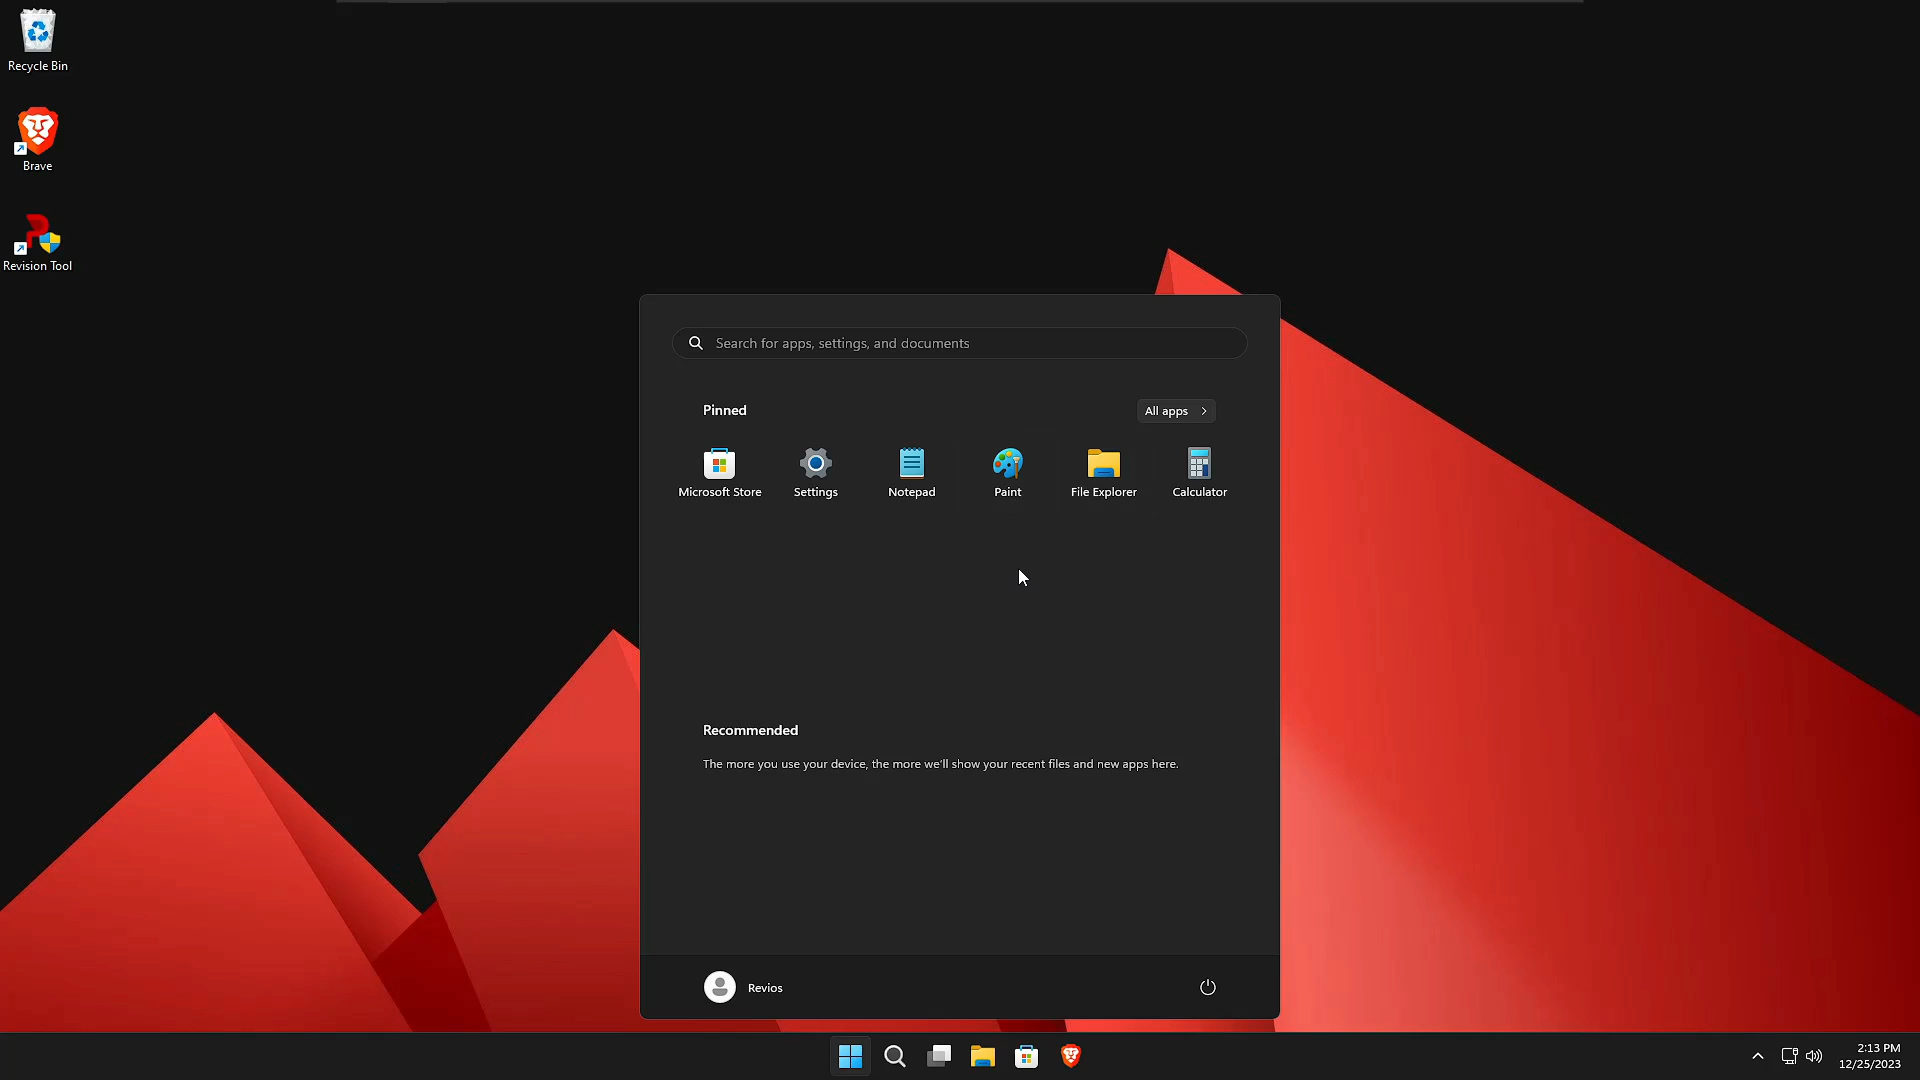 Recycle Bin
Brave
Revision Tool
Search for apps, settings, and documents
Pinned
All apps
Microsoft Store
Settings
Notepad
Paint
File Explorer
Calculator
Recommended
The more you use your device, the more we'll show your recent files and new apps here.
Revios
2:13 PM
12/25/2023